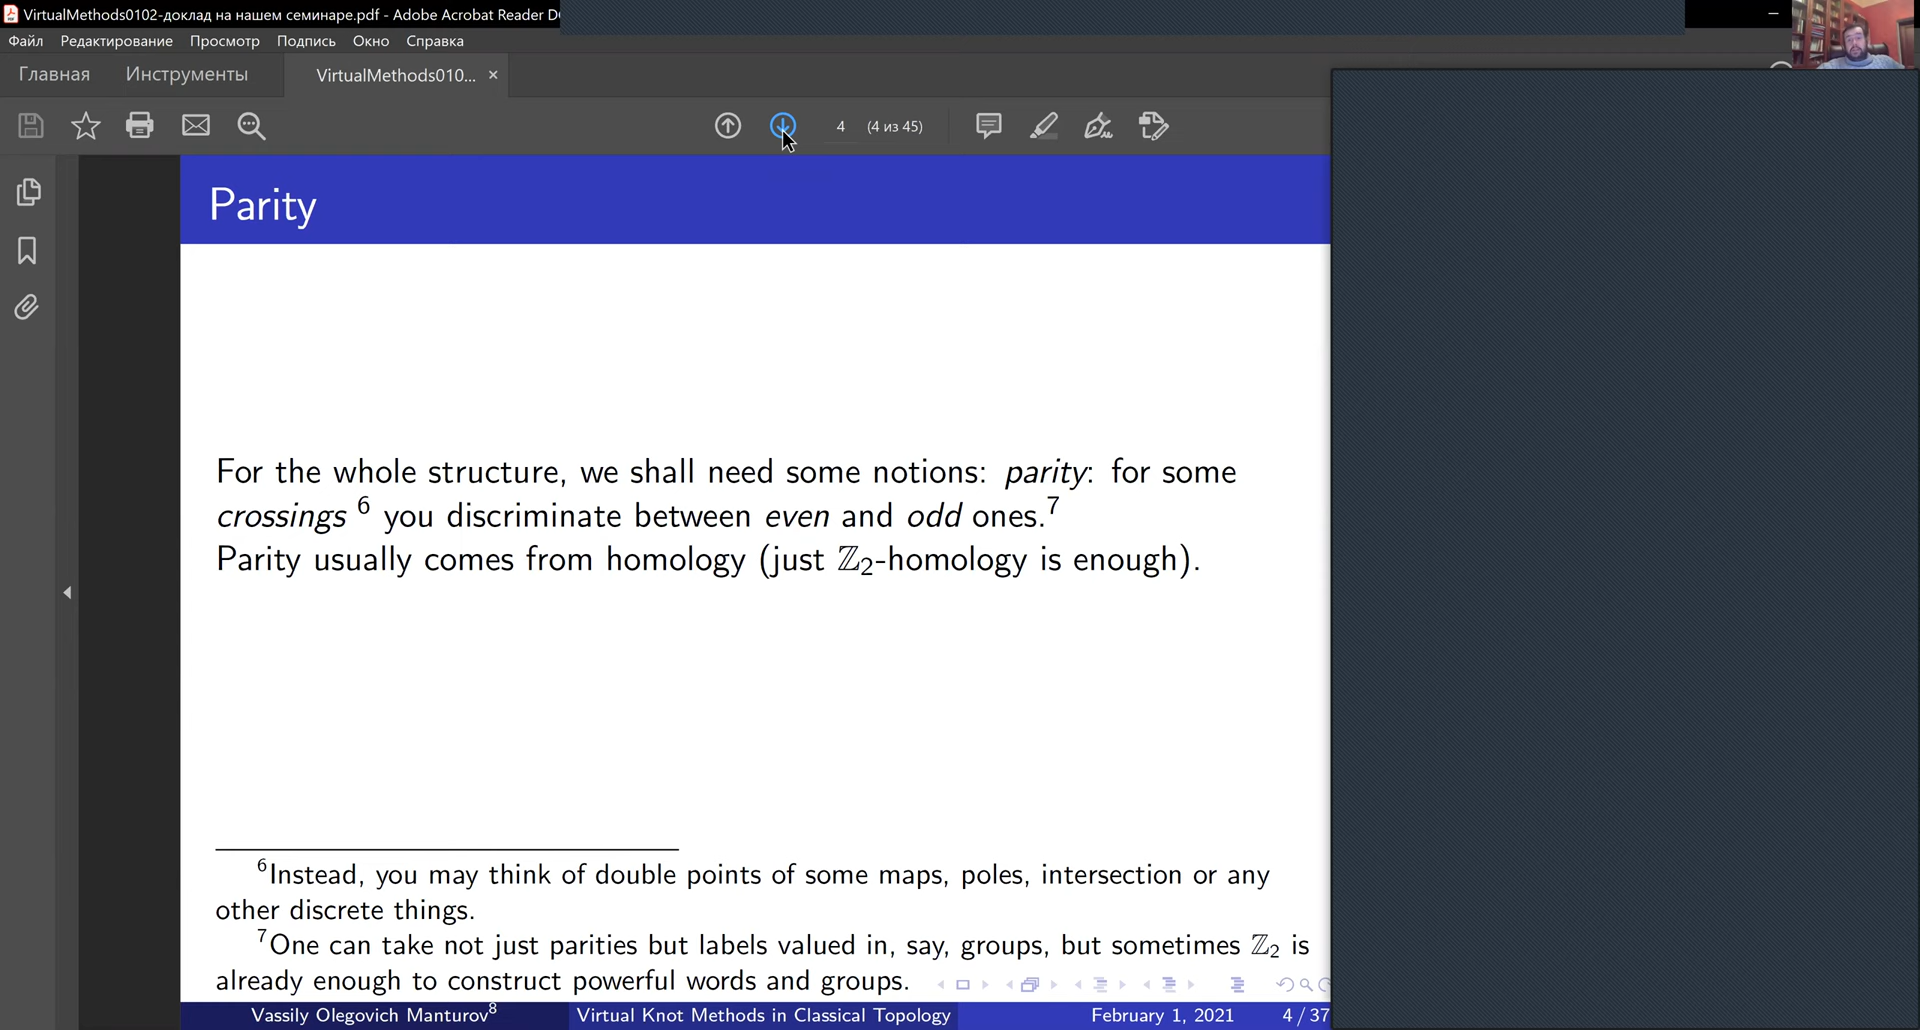 VirtualMethods0102-доклад на нашем семинаре.pdf - Adobe Acrobat Reader
Файл Редактирование Просмотр Подпись Окно Справка
Главная Инструменты VirtualMethods010... ×
4 (4 из 45)
Parity
For the whole structure, we shall need some notions: parity: for some
crossings ⁶ you discriminate between even and odd ones.⁷
Parity usually comes from homology (just ℤ₂-homology is enough).
⁶Instead, you may think of double points of some maps, poles, intersection or any
other discrete things.
⁷One can take not just parities but labels valued in, say, groups, but sometimes ℤ₂ is
already enough to construct powerful words and groups.
Vassily Olegovich Manturov⁸ Virtual Knot Methods in Classical Topology February 1, 2021 4 / 37